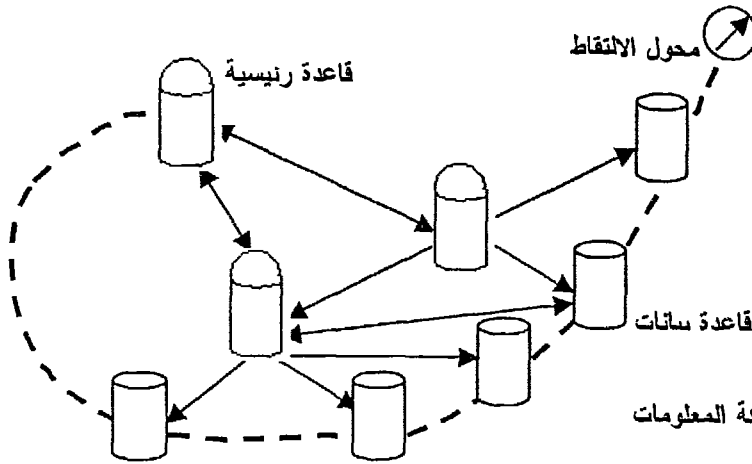 محول الالتقاط
قاعدة رئيسية
قاعدة بيانات
المعلومات